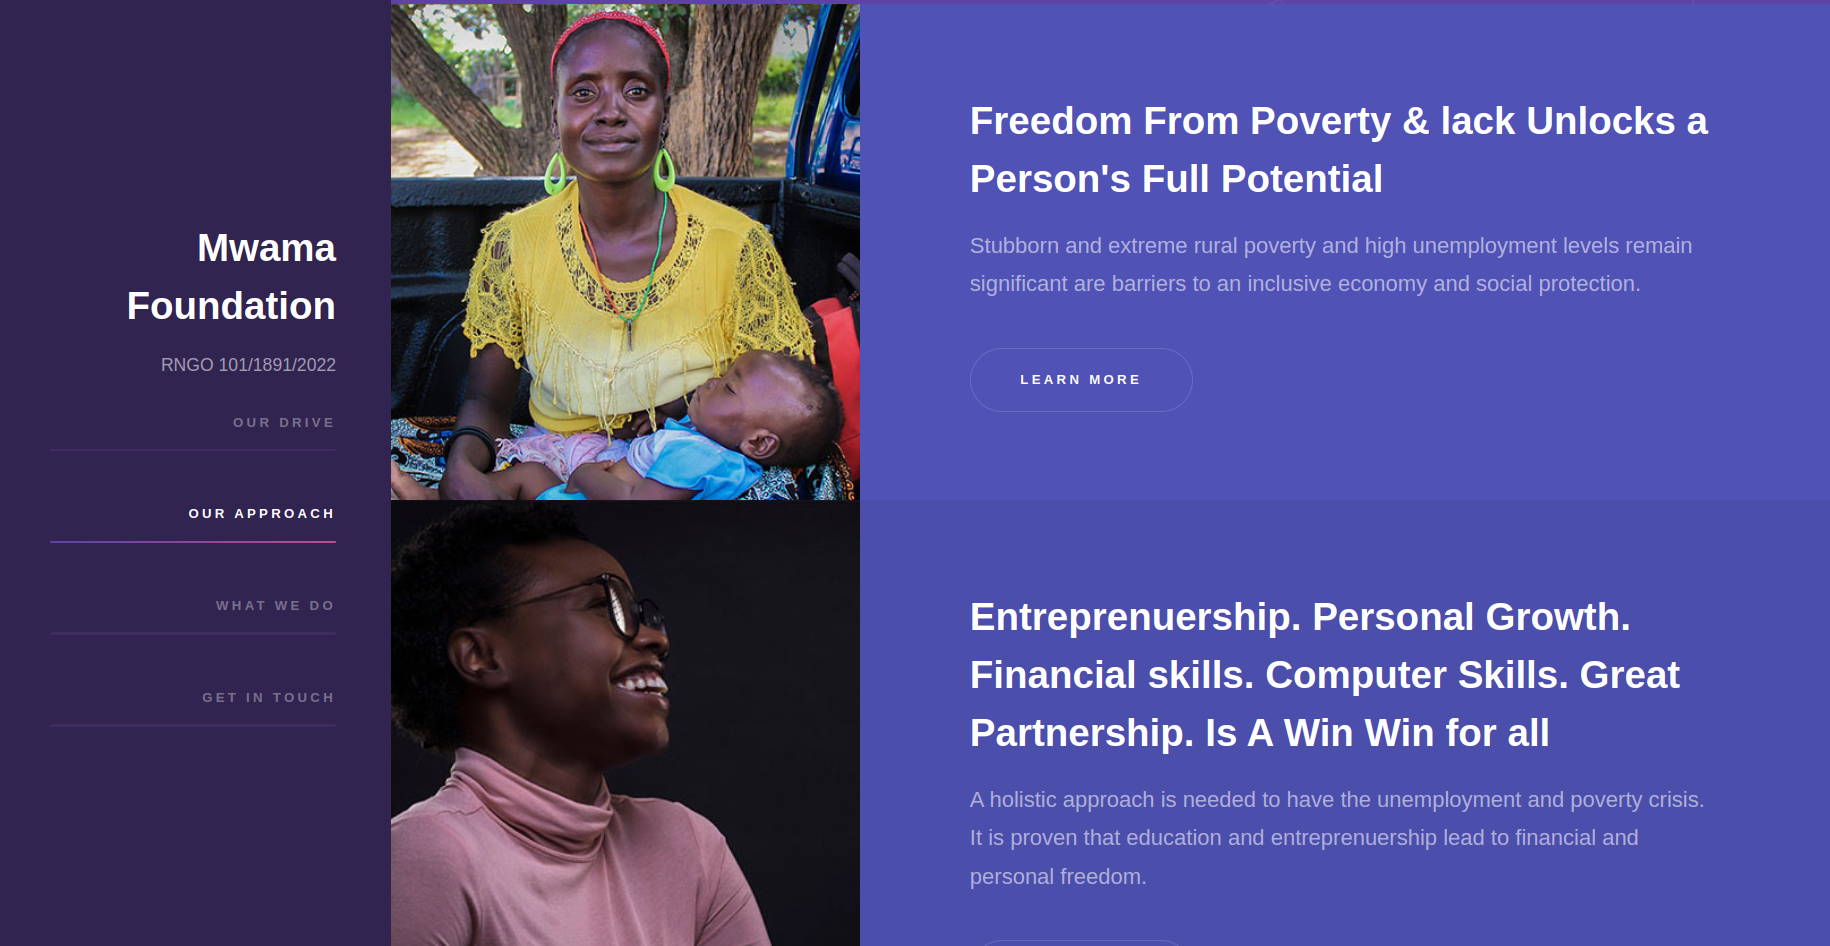 Mwama
Foundation
RNGO 101/1891/2022
OUR DRIVE
OUR APPROACH
WHAT WE DO
GET IN TOUCH
Freedom From Poverty & lack Unlocks a
Person's Full Potential
Stubborn and extreme rural poverty and high unemployment levels remain
significant are barriers to an inclusive economy and social protection.
LEARN MORE
Entreprenuership. Personal Growth.
Financial skills. Computer Skills. Great
Partnership. Is A Win Win for all
A holistic approach is needed to have the unemployment and poverty crisis.
It is proven that education and entreprenuership lead to financial and
personal freedom.